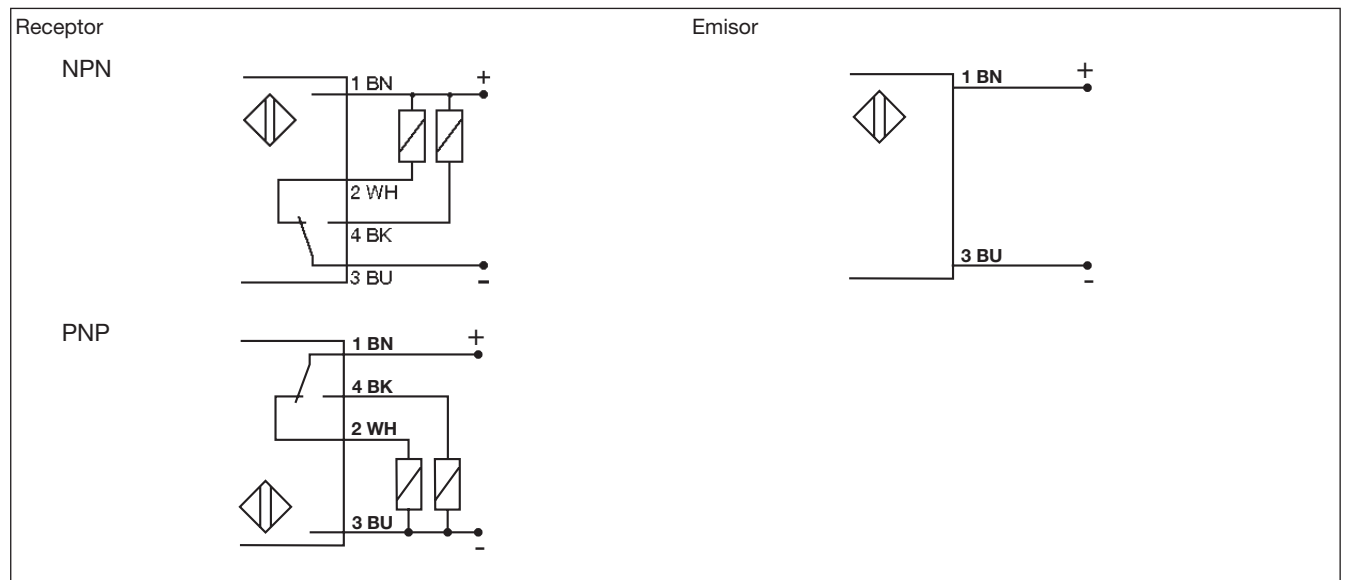 Receptor
NPN
1 BN
+
2 WH
4 BK
3 BU
-
PNP
1 BN
+
4 BK
2 WH
3 BU
-
Emisor
1 BN
+
3 BU
-